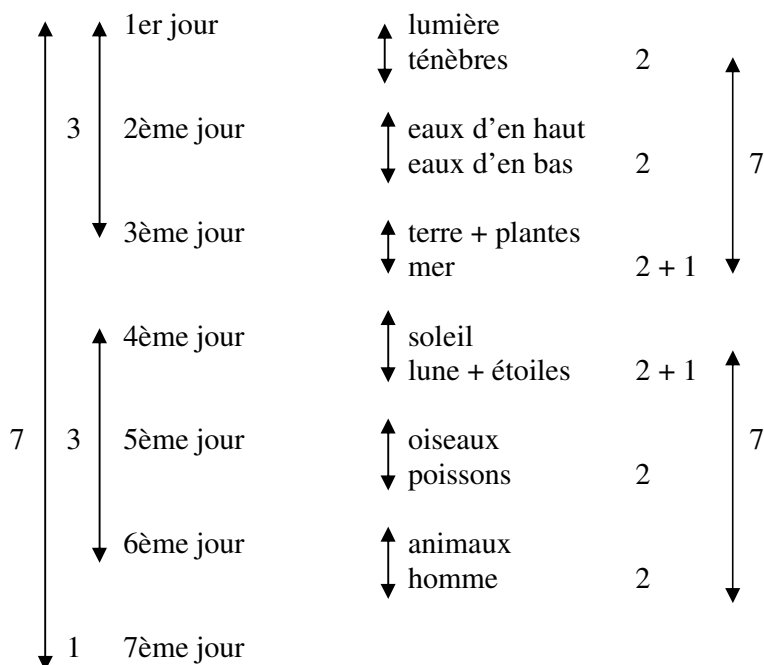 1er jour lumière
ténèbres 2
3 2ème jour eaux d'en haut
eaux d'en bas 2 7
3ème jour terre + plantes
mer 2 + 1
4ème jour soleil
lune + étoiles 2 + 1
7 3 5ème jour oiseaux 7
poissons 2
6ème jour animaux
homme 2
1 7ème jour